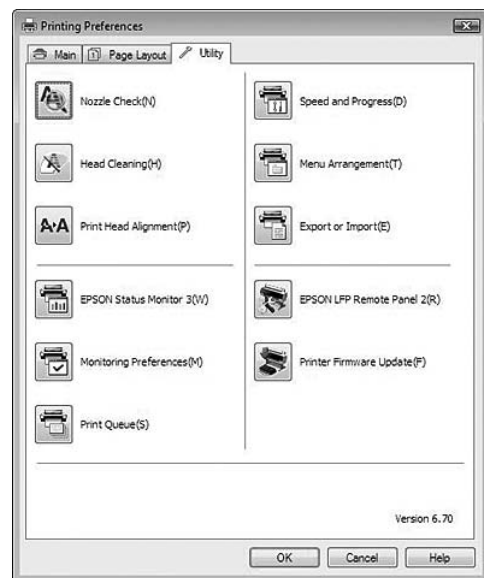 Printing Preferences
Main
Page Layout
Utility
Nozzle Check(N)
Speed and Progress(D)
Head Cleaning(H)
Menu Arrangement(T)
A›A Print Head Alignment(P)
Export or Import(E)
EPSON Status Monitor 3(W)
EPSON LFP Remote Panel 2(R)
Monitoring Preferences(M)
Printer Firmware Update(F)
Print Queue(S)
Version 6.70
OK
Cancel
Help